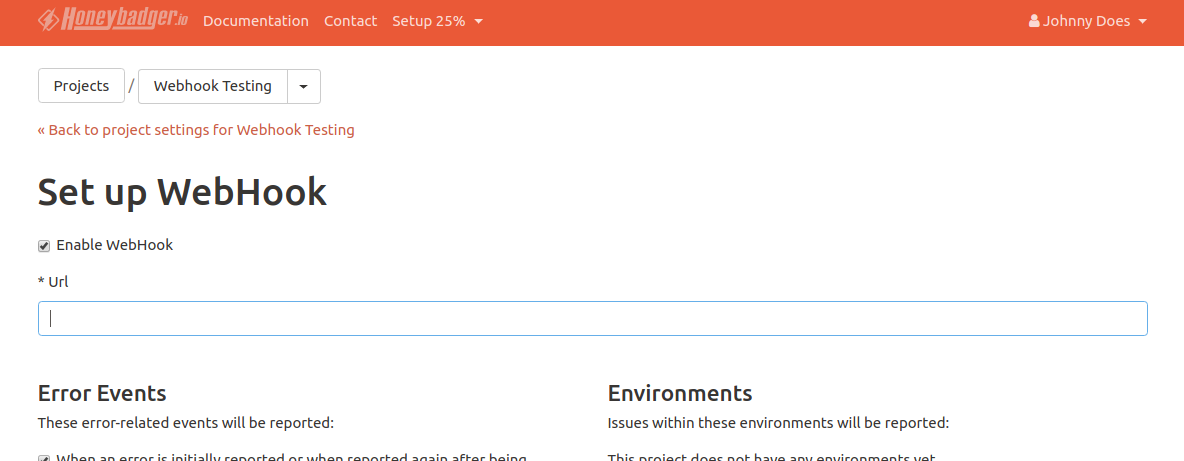 Honeybadger.io Documentation Contact Setup 25% Johnny Does
Projects / Webhook Testing
« Back to project settings for Webhook Testing
Set up WebHook
Enable WebHook
* Url
Error Events Environments
These error-related events will be reported: Issues within these environments will be reported:
When an error is initially reported or when reported again after being This project does not have any environments yet